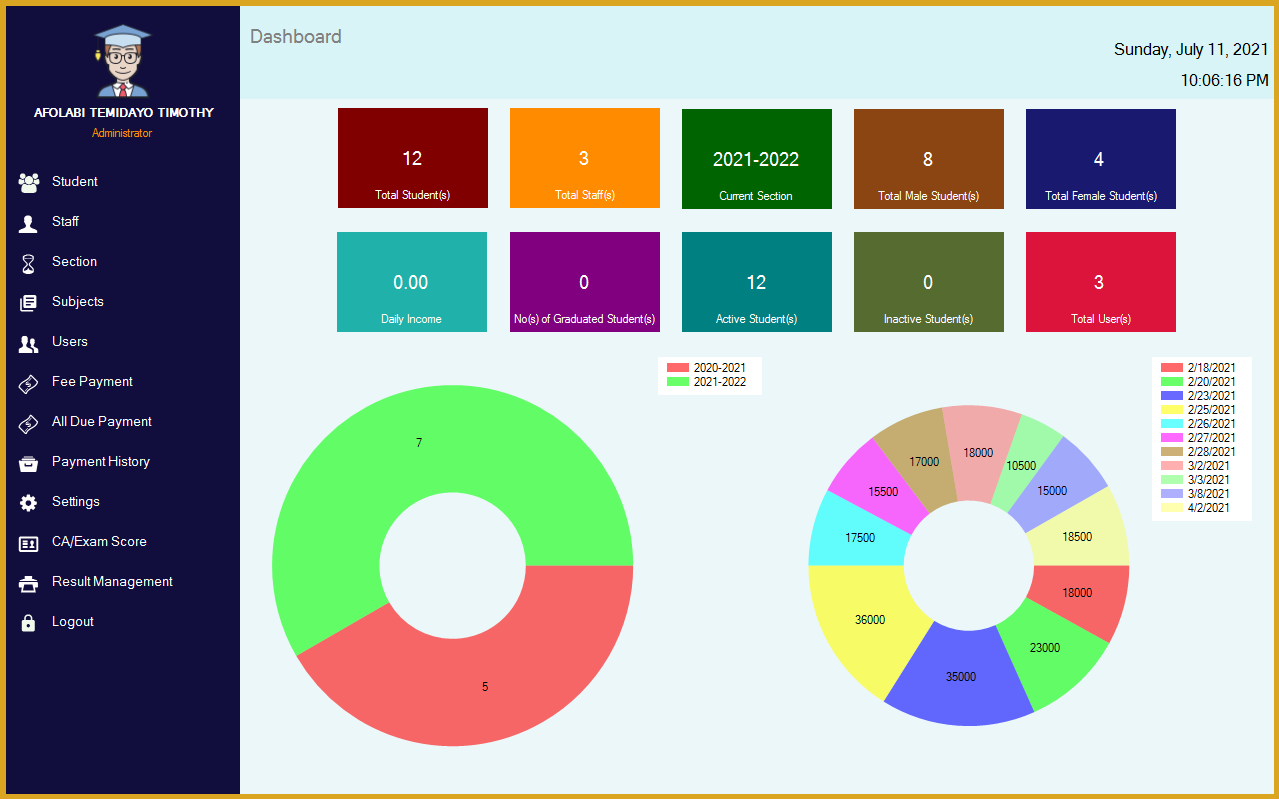 Dashboard
Sunday, July 11, 2021
10:06:16 PM
AFOLABI TEMIDAYO TIMOTHY
Administrator
Student
Staff
Section
Subjects
Users
Fee Payment
All Due Payment
Payment History
Settings
CA/Exam Score
Result Management
Logout
12
Total Student(s)
3
Total Staff(s)
2021-2022
Current Section
8
Total Male Student(s)
4
Total Female Student(s)
0.00
Daily Income
0
No(s) of Graduated Student(s)
12
Active Student(s)
0
Inactive Student(s)
3
Total User(s)
2020-2021
2021-2022
7
5
2/18/2021
2/20/2021
2/23/2021
2/25/2021
2/26/2021
2/27/2021
2/28/2021
3/2/2021
3/3/2021
3/8/2021
4/2/2021
18000
23000
35000
36000
17500
15500
17000
18000
10500
15000
18500